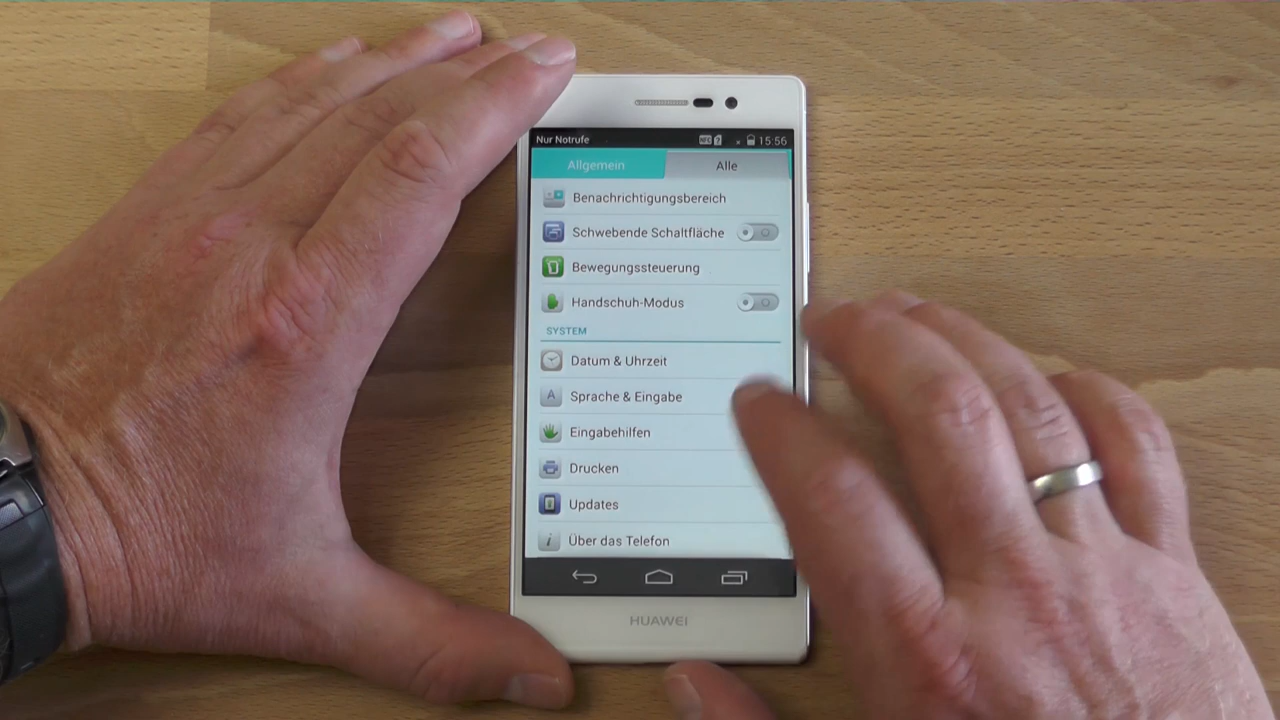 Nur Notrufe 15:56
Allgemein Alle
Benachrichtigungsbereich
Schwebende Schaltfläche
Bewegungssteuerung
Handschuh-Modus
SYSTEM
Datum & Uhrzeit
A Sprache & Eingabe
Eingabehilfen
Drucken
Updates
i Über das Telefon
HUAWEI